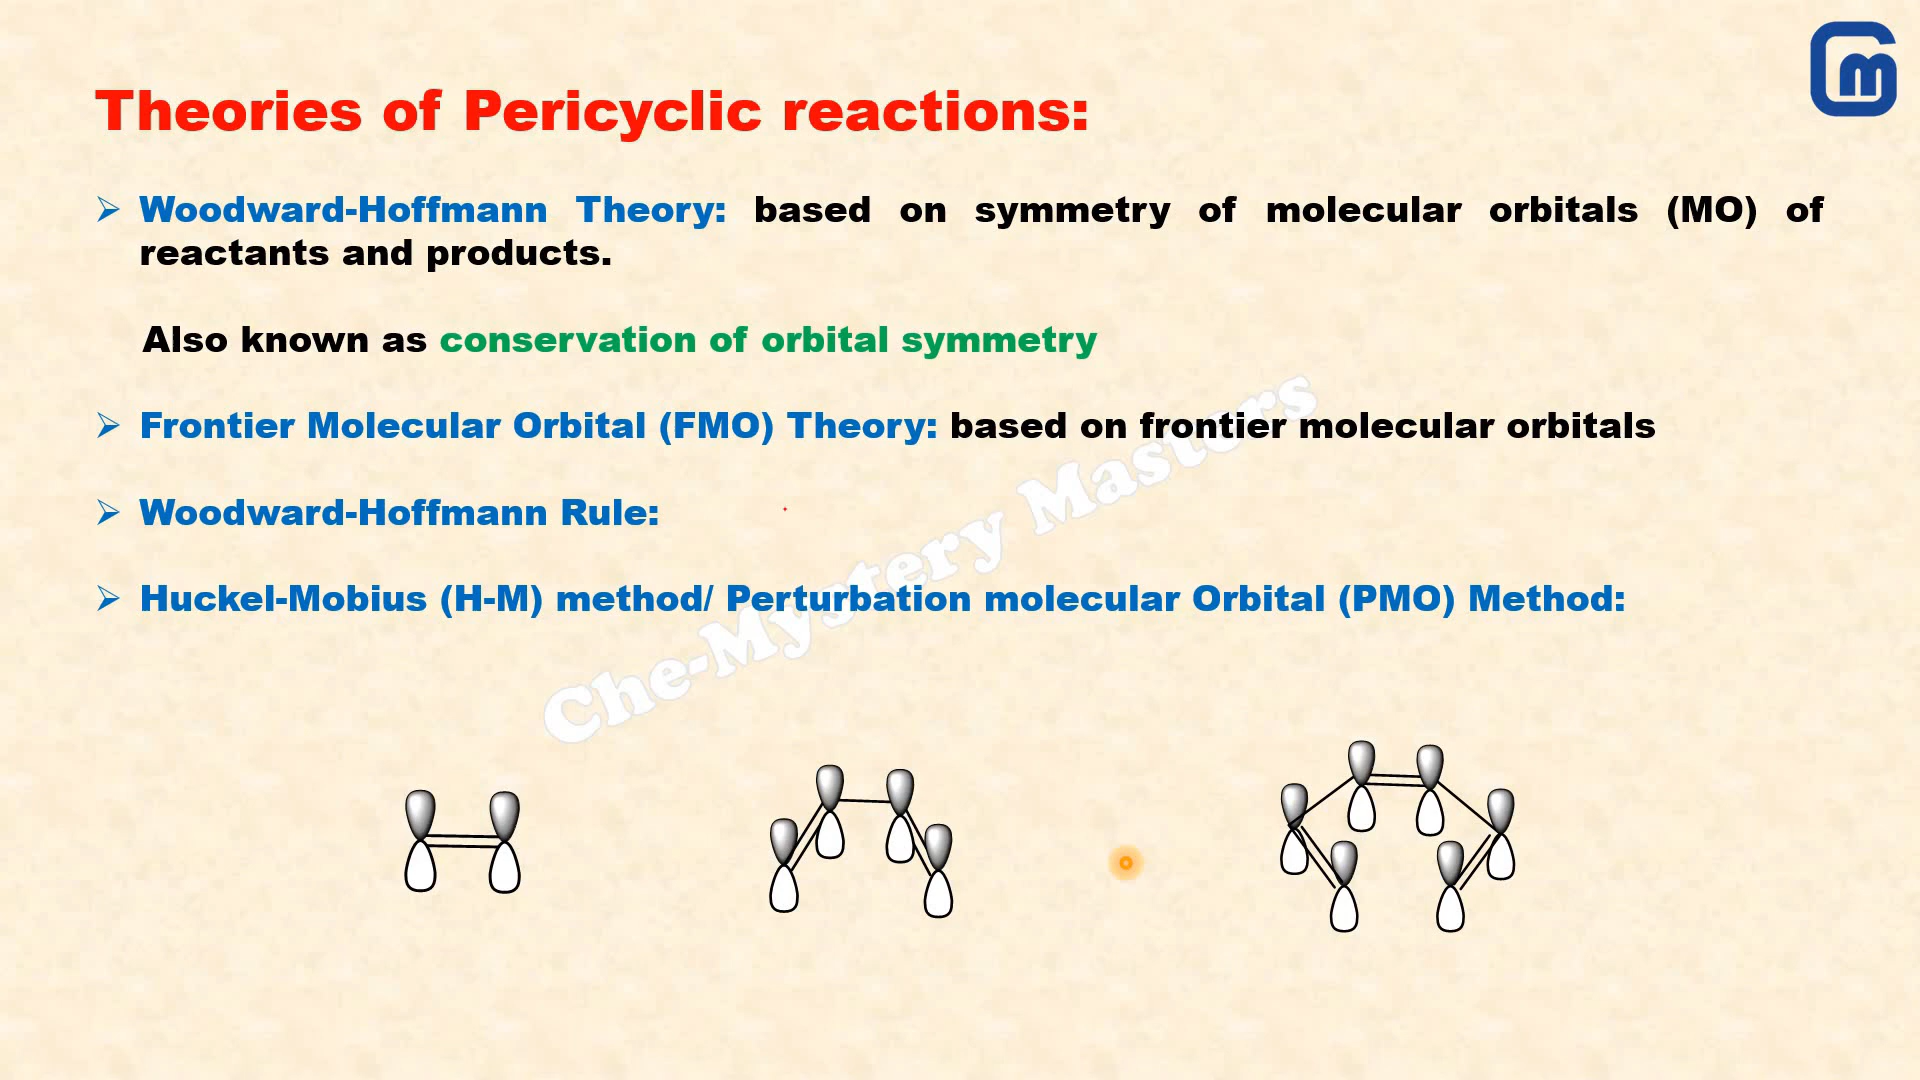 Theories of Pericyclic reactions:
Woodward-Hoffmann Theory: based on symmetry of molecular orbitals (MO) of
reactants and products.
Also known as conservation of orbital symmetry
Frontier Molecular Orbital (FMO) Theory: based on frontier molecular orbitals
Woodward-Hoffmann Rule:
Huckel-Mobius (H-M) method/ Perturbation molecular Orbital (PMO) Method:
Che-Mystery Masters
m